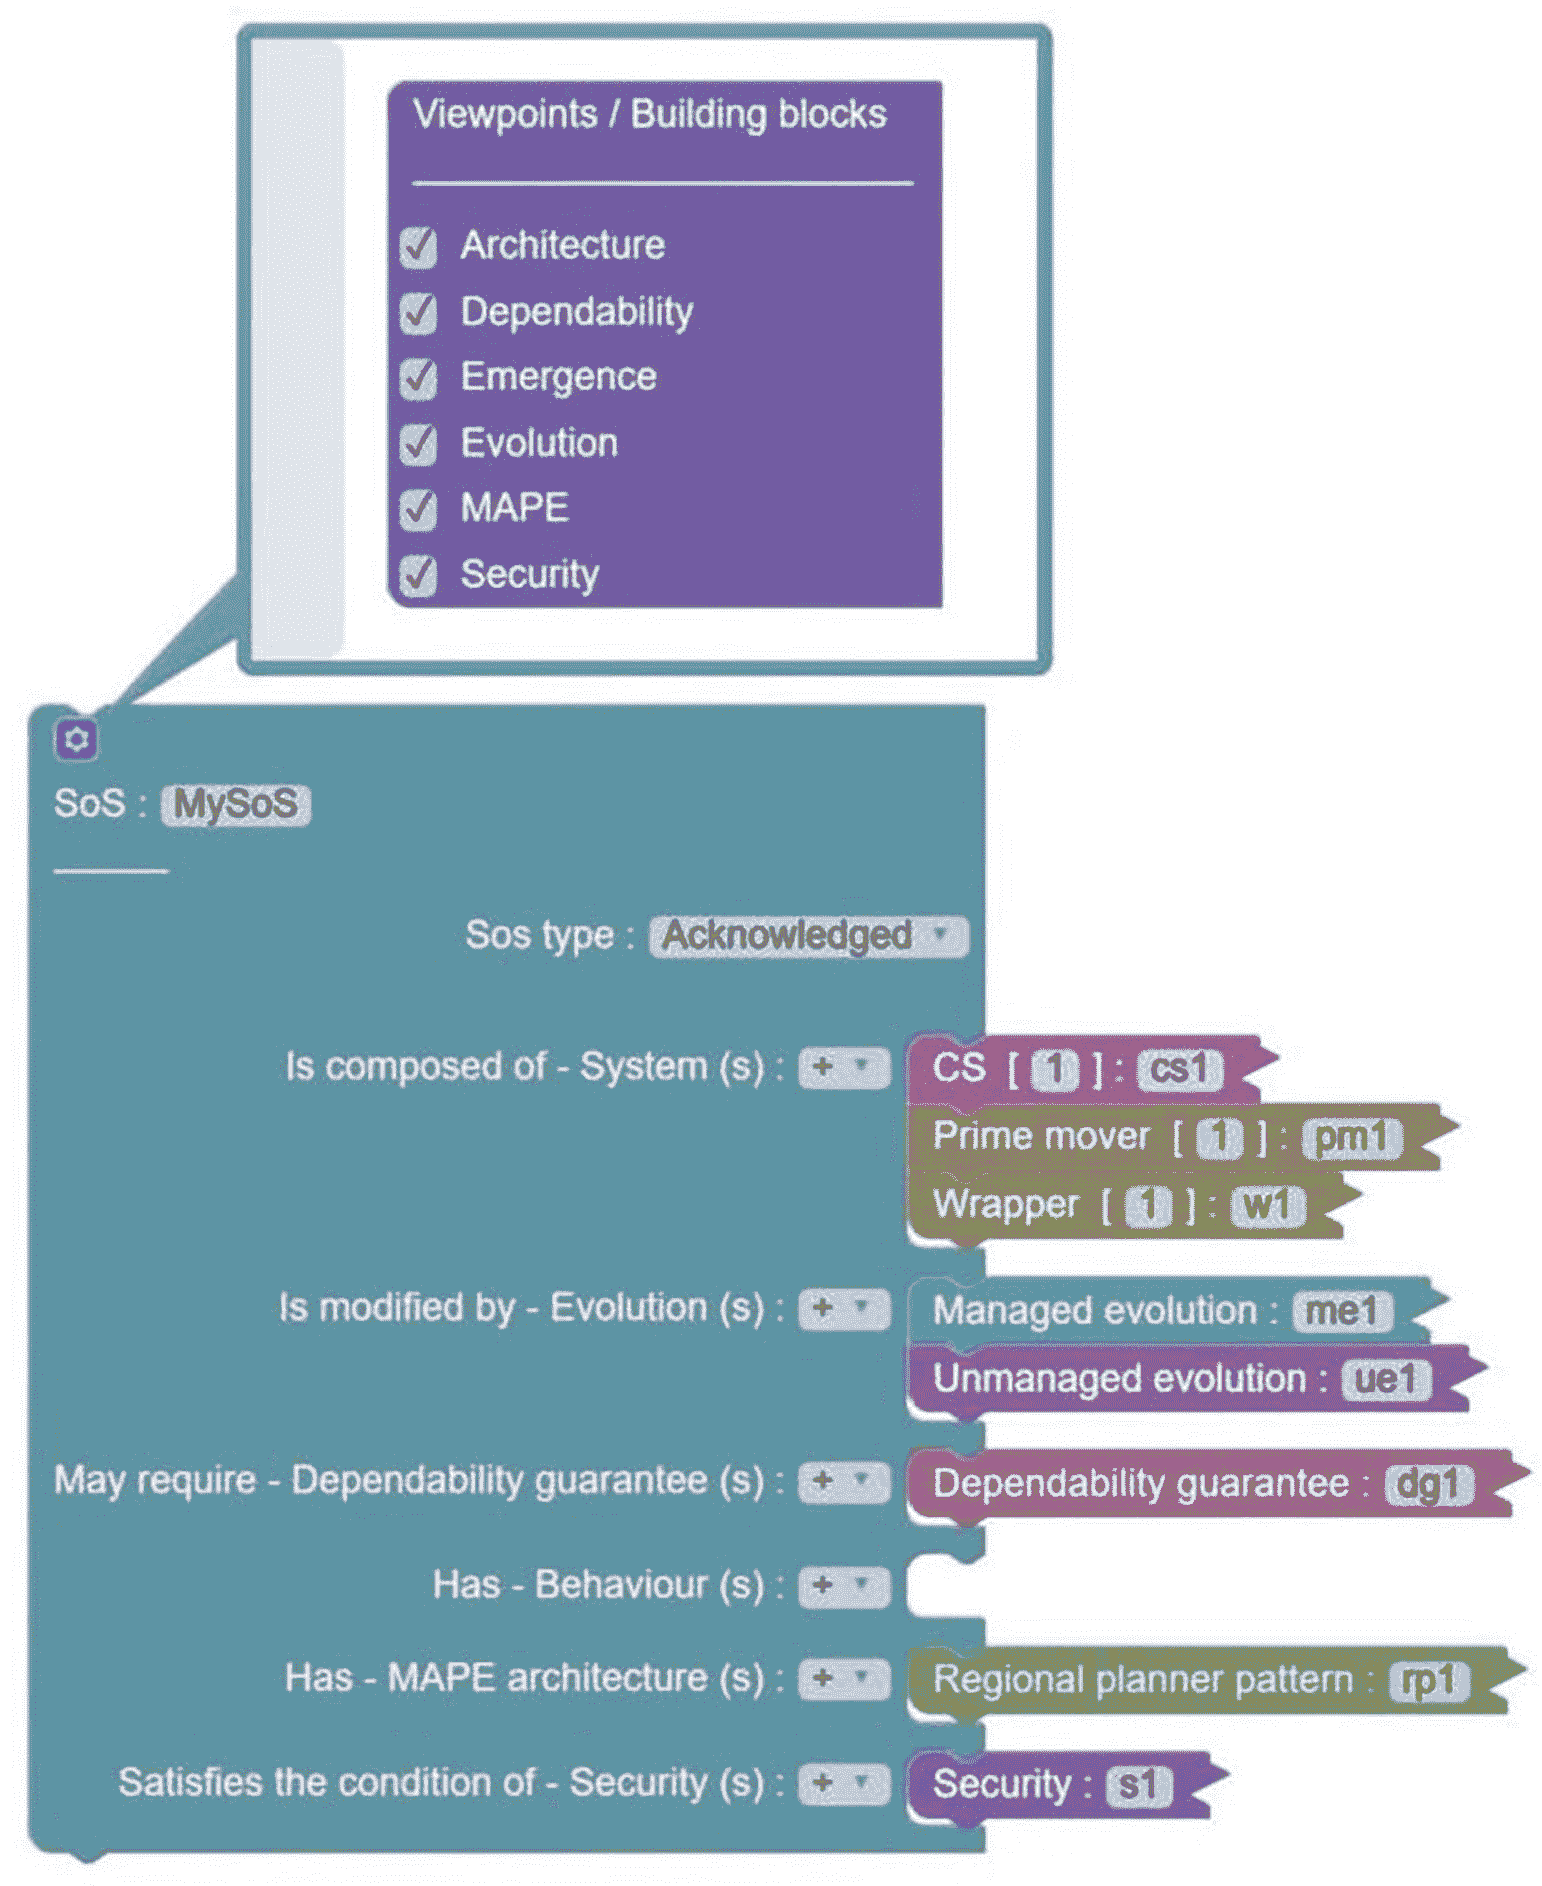 Viewpoints / Building blocks
Architecture
Dependability
Emergence
Evolution
MAPE
Security
SoS : MySoS
Sos type : Acknowledged
Is composed of - System (s) : + CS [ 1 ] : cs1
Prime mover [ 1 ] : pm1
Wrapper [ 1 ] : w1
Is modified by - Evolution (s) : + Managed evolution : me1
Unmanaged evolution : ue1
May require - Dependability guarantee (s) : + Dependability guarantee : dg1
Has - Behaviour (s) : +
Has - MAPE architecture (s) : + Regional planner pattern : rp1
Satisfies the condition of - Security (s) : + Security : s1